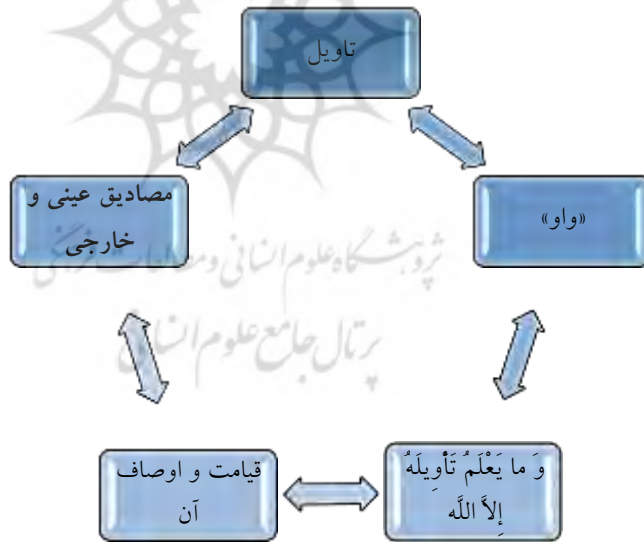 تاویل
مصادیق عینی و
خارجی
«واو»
پژوهشگاه علوم انسانی و مطالعات فرهنگی
پرتال جامع علوم انسانی
قیامت و اوصاف
آن
وَ ما یَعْلَمُ تَأْوِیلَهُ
إِلاَّ اللَّه